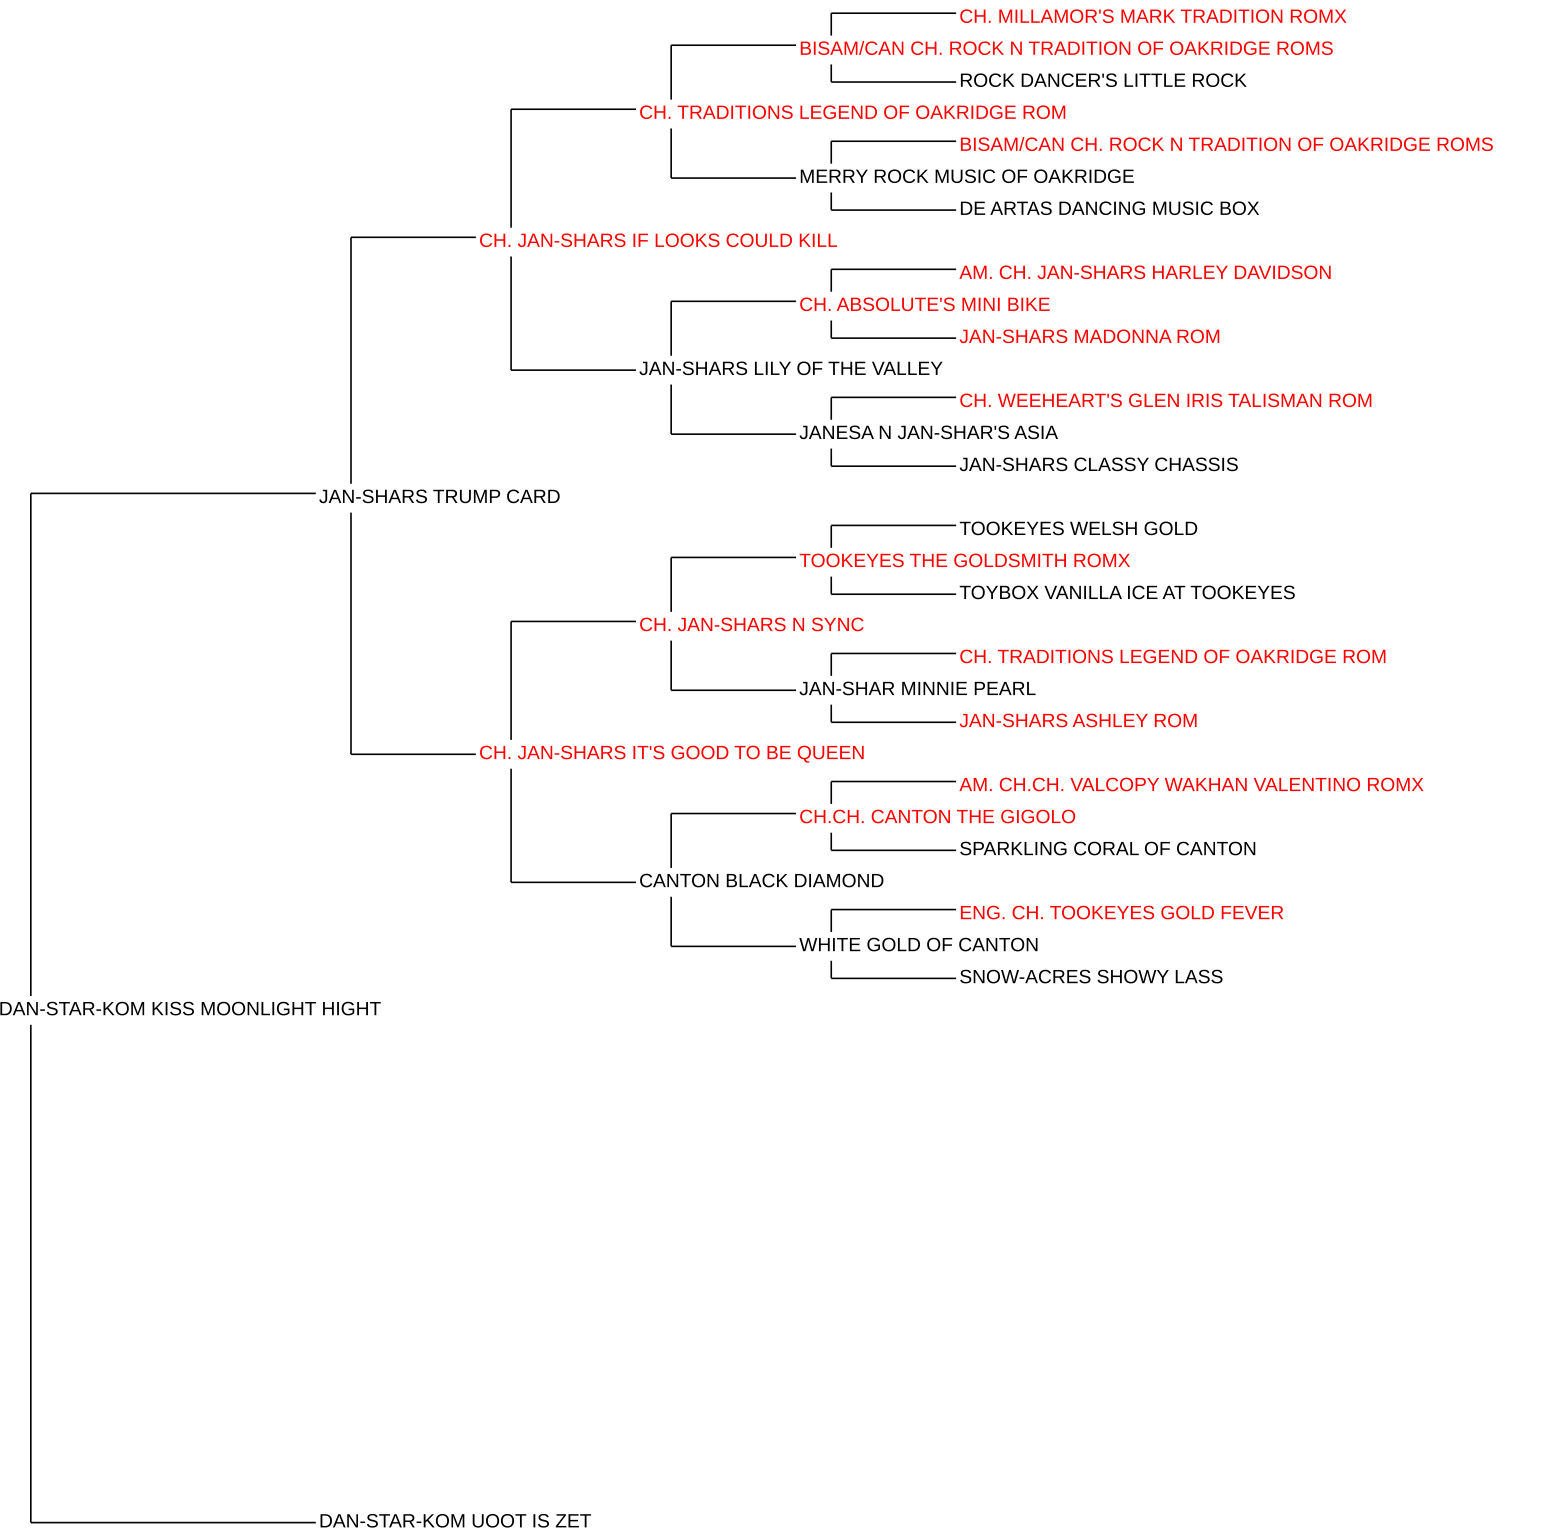 CH. MILLAMOR'S MARK TRADITION ROMX
BISAM/CAN CH. ROCK N TRADITION OF OAKRIDGE ROMS
ROCK DANCER'S LITTLE ROCK
CH. TRADITIONS LEGEND OF OAKRIDGE ROM
BISAM/CAN CH. ROCK N TRADITION OF OAKRIDGE ROMS
MERRY ROCK MUSIC OF OAKRIDGE
DE ARTAS DANCING MUSIC BOX
CH. JAN-SHARS IF LOOKS COULD KILL
AM. CH. JAN-SHARS HARLEY DAVIDSON
CH. ABSOLUTE'S MINI BIKE
JAN-SHARS MADONNA ROM
JAN-SHARS LILY OF THE VALLEY
CH. WEEHEART'S GLEN IRIS TALISMAN ROM
JANESA N JAN-SHAR'S ASIA
JAN-SHARS CLASSY CHASSIS
JAN-SHARS TRUMP CARD
TOOKEYES WELSH GOLD
TOOKEYES THE GOLDSMITH ROMX
TOYBOX VANILLA ICE AT TOOKEYES
CH. JAN-SHARS N SYNC
CH. TRADITIONS LEGEND OF OAKRIDGE ROM
JAN-SHAR MINNIE PEARL
JAN-SHARS ASHLEY ROM
CH. JAN-SHARS IT'S GOOD TO BE QUEEN
AM. CH.CH. VALCOPY WAKHAN VALENTINO ROMX
CH.CH. CANTON THE GIGOLO
SPARKLING CORAL OF CANTON
CANTON BLACK DIAMOND
ENG. CH. TOOKEYES GOLD FEVER
WHITE GOLD OF CANTON
SNOW-ACRES SHOWY LASS
DAN-STAR-KOM KISS MOONLIGHT HIGHT
DAN-STAR-KOM UOOT IS ZET